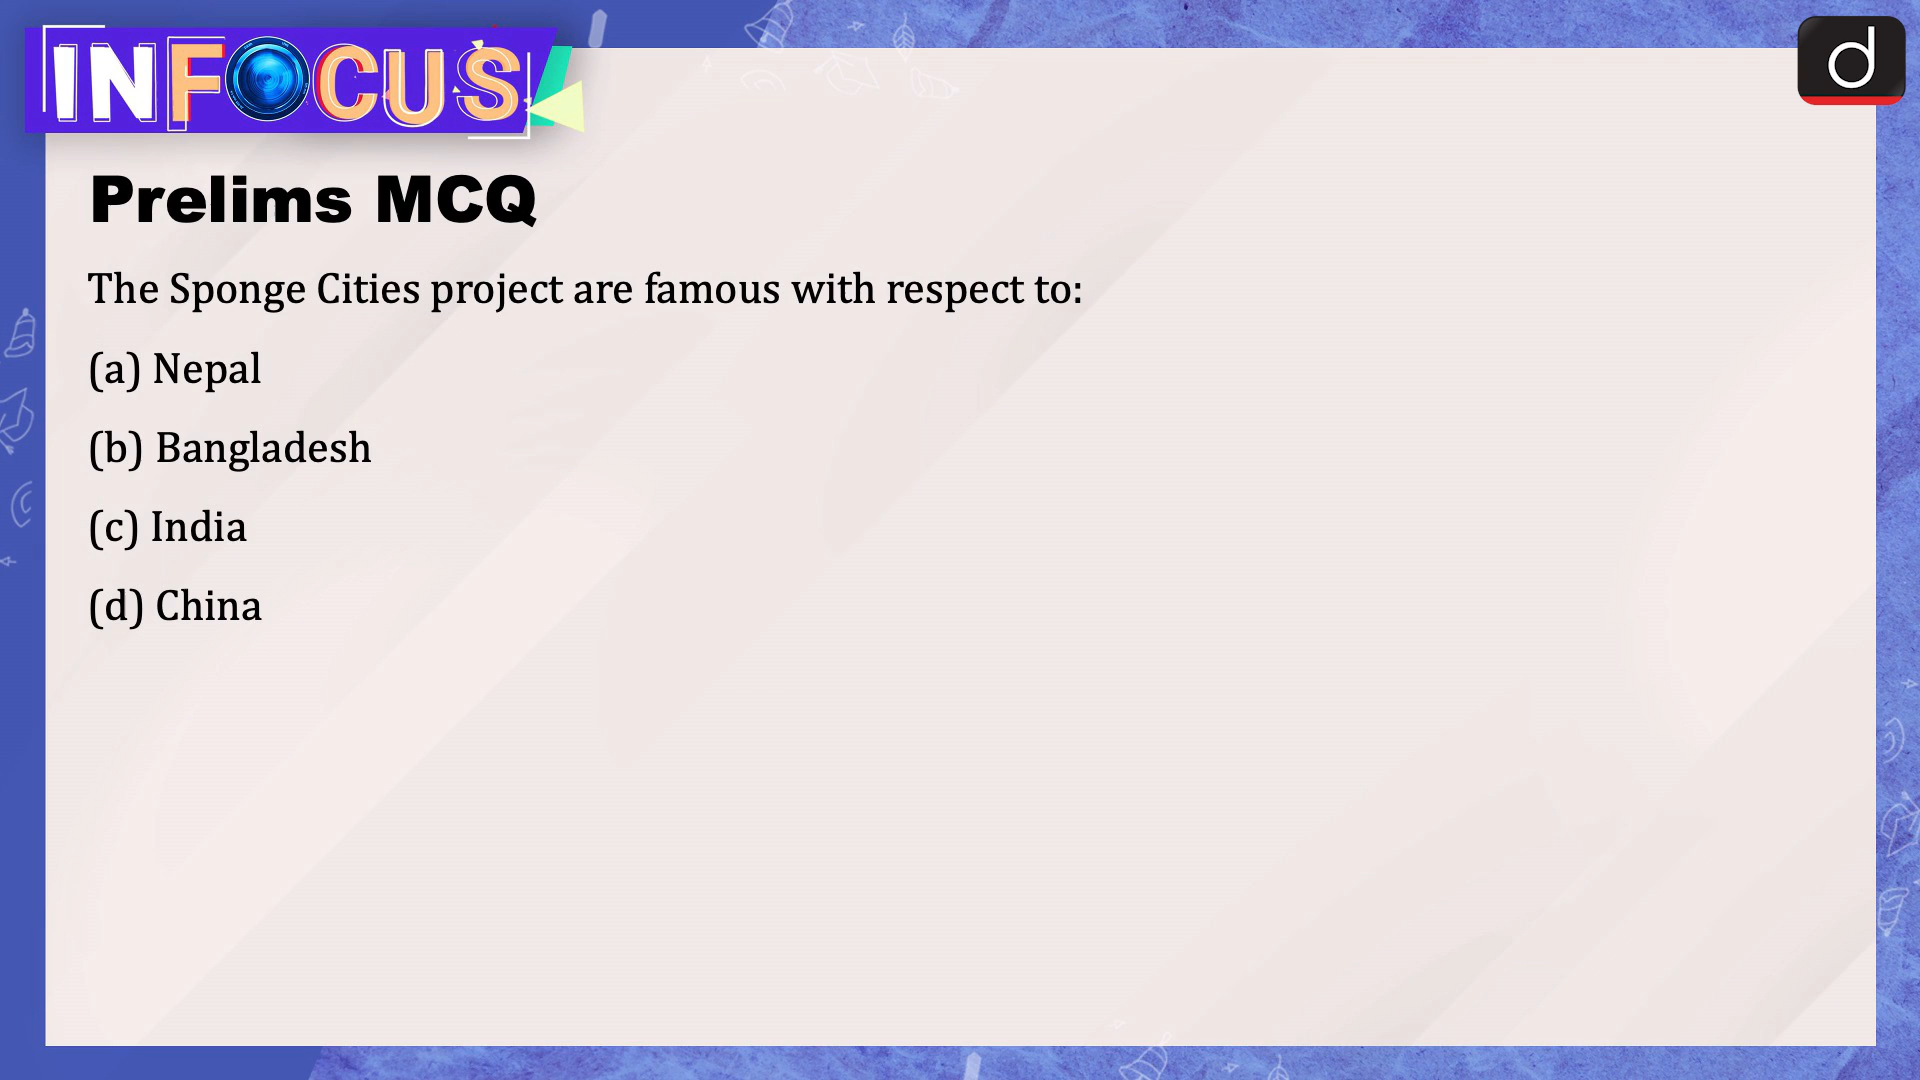 INFOCUS
d
Prelims MCQ
The Sponge Cities project are famous with respect to:
(a) Nepal
(b) Bangladesh
(c) India
(d) China